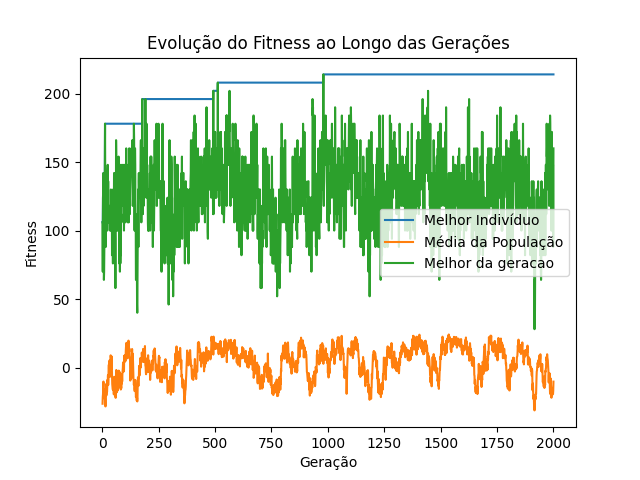 Evolução do Fitness ao Longo das Gerações
Fitness
200
150
100
50
0
Melhor Indivíduo
Média da População
Melhor da geracao
0 250 500 750 1000 1250 1500 1750 2000
Geração